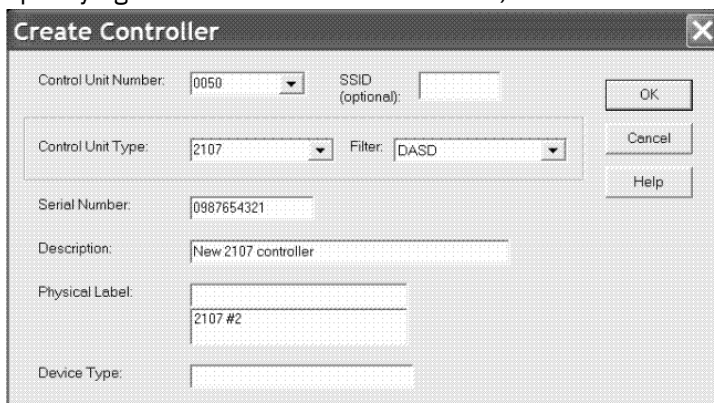 Create Controller
Control Unit Number: 0050 SSID (optional): OK
Control Unit Type: 2107 Filter: DASD Cancel
Help
Serial Number: 0987654321
Description: New 2107 controller
Physical Label:
2107 #2
Device Type: